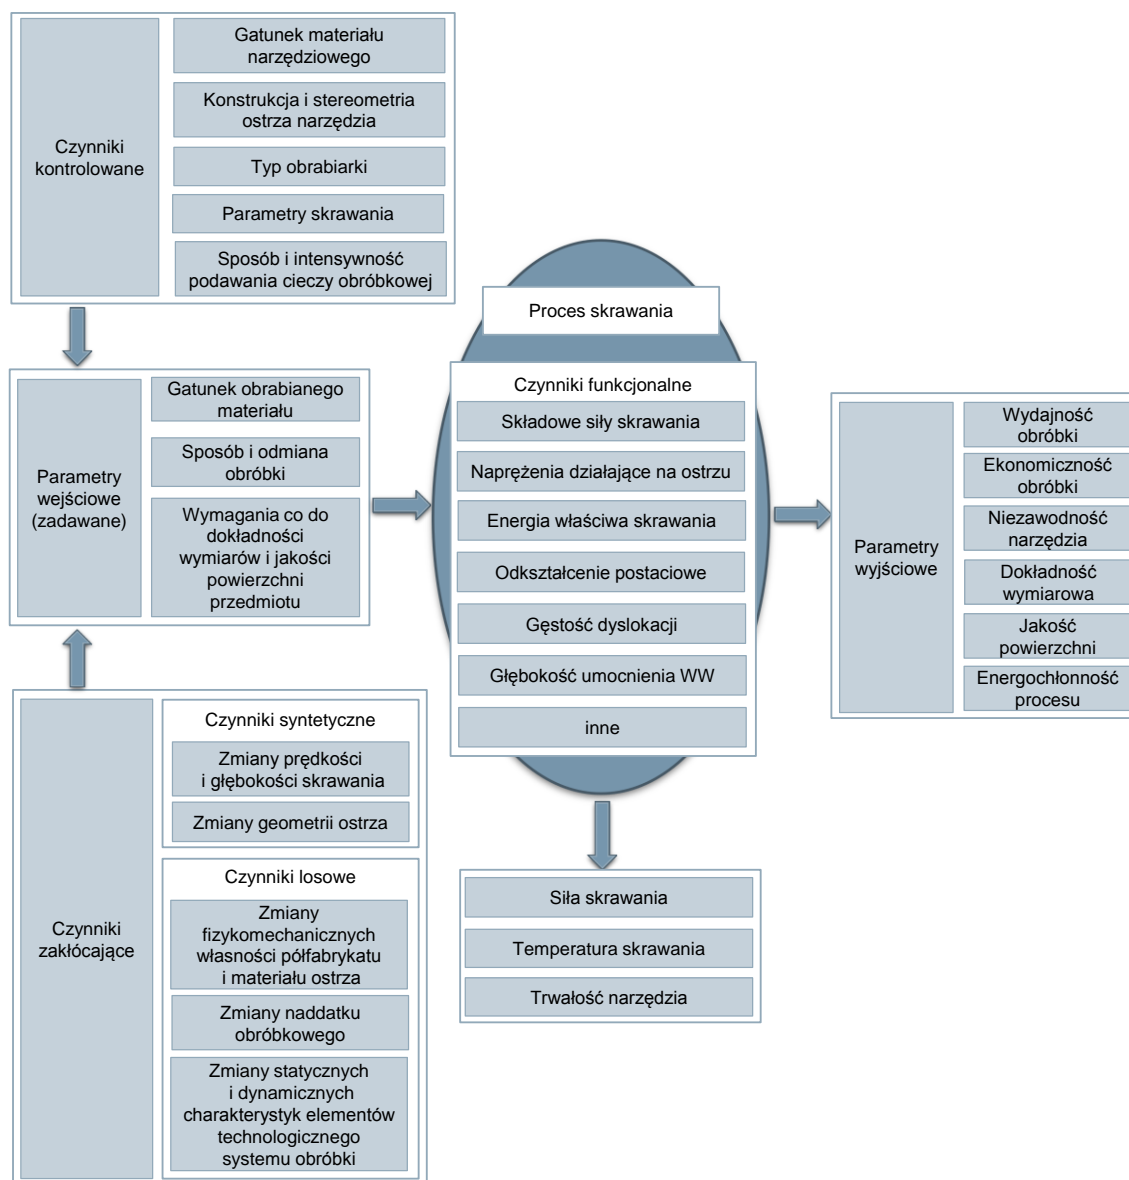 Czynniki
kontrolowane
Gatunek materiału
narzędziowego
Konstrukcja i stereometria
ostrza narzędzia
Typ obrabiarki
Parametry skrawania
Sposób i intensywność
podawania cieczy obróbkowej
Parametry
wejściowe
(zadawane)
Gatunek obrabianego
materiału
Sposób i odmiana
obróbki
Wymagania co do
dokładności
wymiarów i jakości
powierzchni
przedmiotu
Czynniki
zakłócające
Czynniki syntetyczne
Zmiany prędkości
i głębokości skrawania
Zmiany geometrii ostrza
Czynniki losowe
Zmiany
fizykomechanicznych
własności półfabrykatu
i materiału ostrza
Zmiany naddatku
obróbkowego
Zmiany statycznych
i dynamicznych
charakterystyk elementów
technologicznego
systemu obróbki
Proces skrawania
Czynniki funkcjonalne
Składowe siły skrawania
Naprężenia działające na ostrzu
Energia właściwa skrawania
Odkształcenie postaciowe
Gęstość dyslokacji
Głębokość umocnienia WW
inne
Siła skrawania
Temperatura skrawania
Trwałość narzędzia
Parametry
wyjściowe
Wydajność
obróbki
Ekonomiczność
obróbki
Niezawodność
narzędzia
Dokładność
wymiarowa
Jakość
powierzchni
Energochłonność
procesu